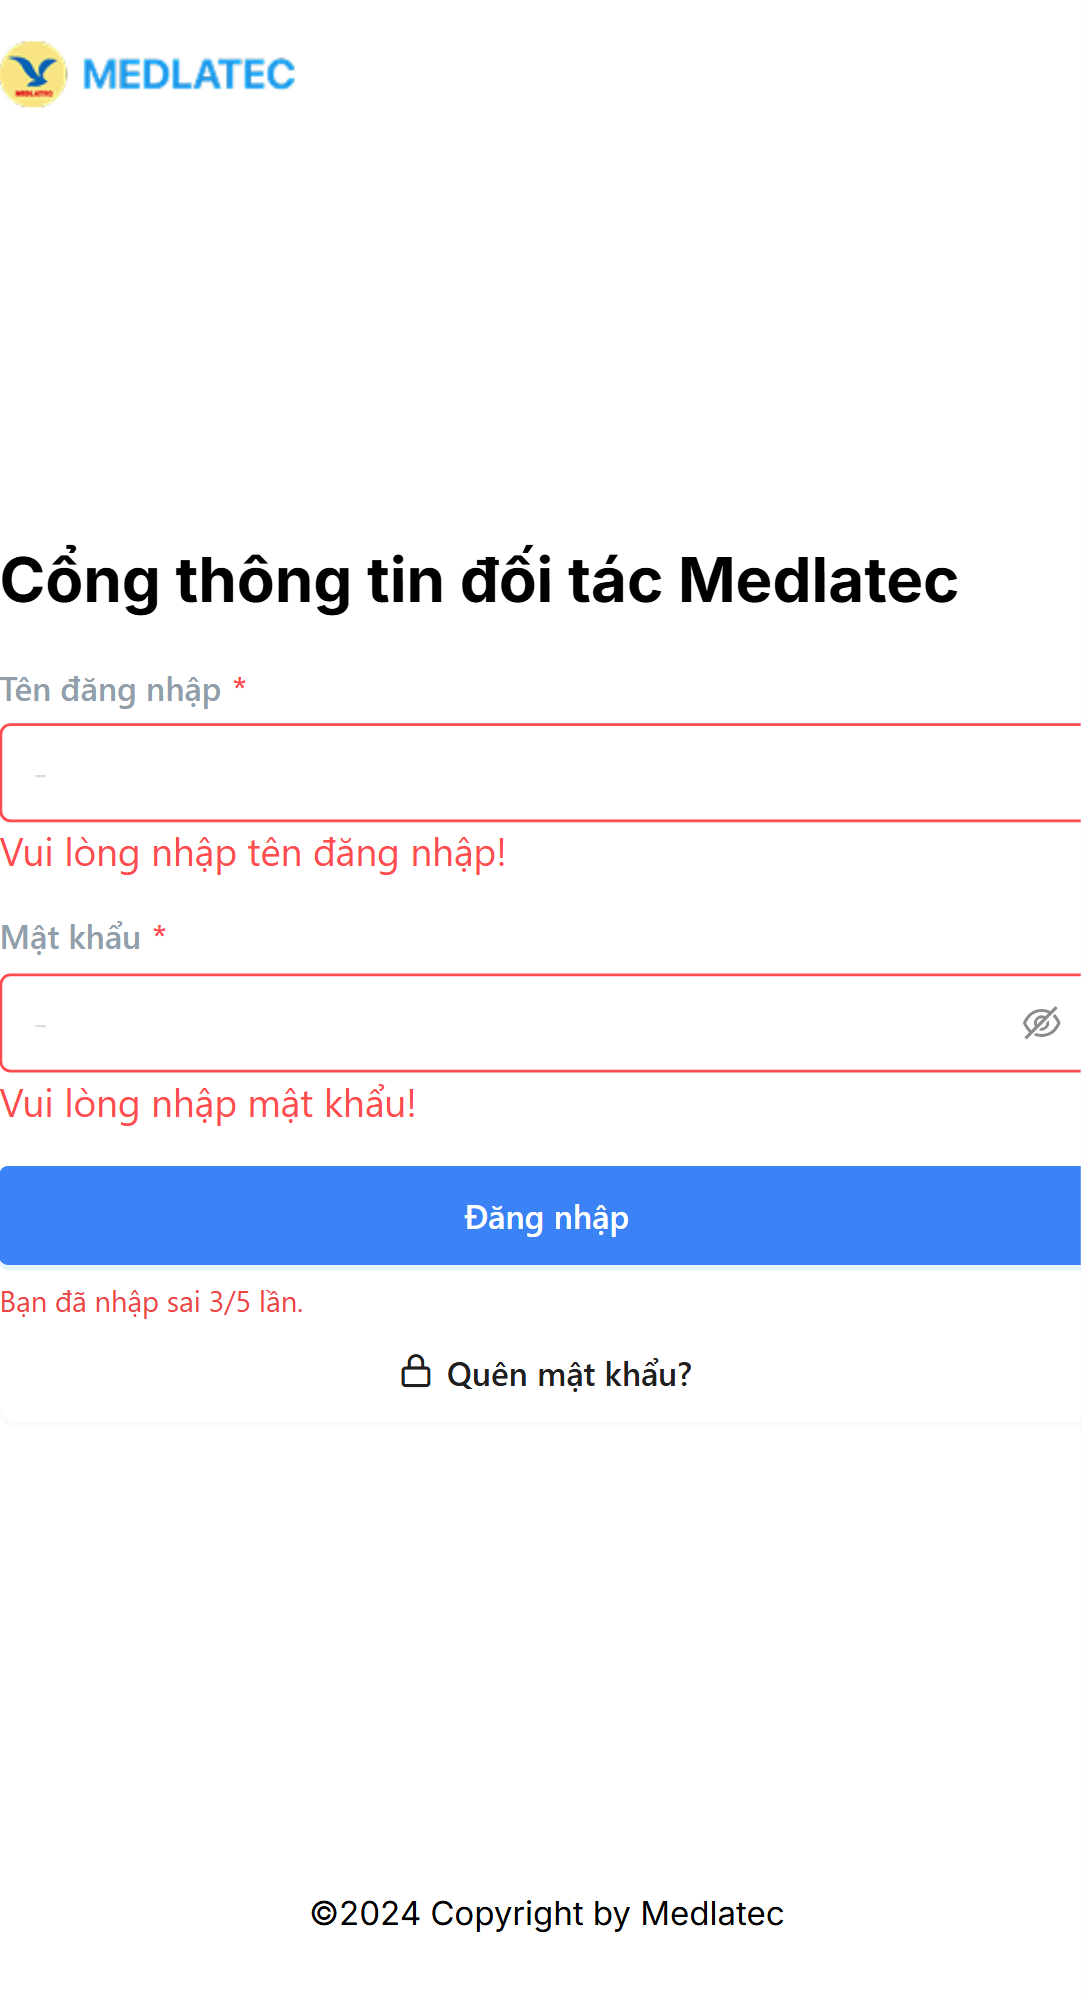 MEDLATEC
MEDLATEC
Cổng thông tin đối tác Medlatec
Tên đăng nhập *
-
Vui lòng nhập tên đăng nhập!
Mật khẩu *
-
Vui lòng nhập mật khẩu!
Đăng nhập
Bạn đã nhập sai 3/5 lần.
Quên mật khẩu?
©2024 Copyright by Medlatec